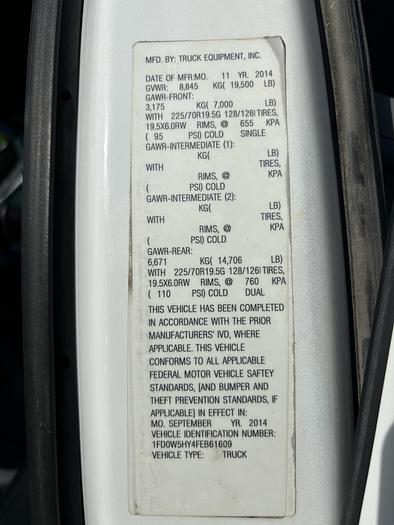 MFD. BY: TRUCK EQUIPMENT, INC.
DATE OF MFR:MO. 11 YR. 2014
GVWR: 8,845 KG( 19,500 LB)
GAWR-FRONT:
3,175 KG( 7,000 LB)
WITH 225/70R19.5G 128/126I TIRES,
19.5X6.0RW RIMS, @ 655 KPA
( 95 PSI) COLD SINGLE
GAWR-INTERMEDIATE (1):
KG( LB)
WITH TIRES,
RIMS, @ KPA
( PSI) COLD
GAWR-INTERMEDIATE (2):
KG( LB)
WITH TIRES,
RIMS, @ KPA
( PSI) COLD
GAWR-REAR:
6,671 KG( 14,706 LB)
WITH 225/70R19.5G 128/126I TIRES,
19.5X6.0RW RIMS, @ 760 KPA
( 110 PSI) COLD DUAL
THIS VEHICLE HAS BEEN COMPLETED
IN ACCORDANCE WITH THE PRIOR
MANUFACTURERS' IVD, WHERE
APPLICABLE. THIS VEHICLE
CONFORMS TO ALL APPLICABLE
FEDERAL MOTOR VEHICLE SAFTEY
STANDARDS, [AND BUMPER AND
THEFT PREVENTION STANDARDS, IF
APPLICABLE] IN EFFECT IN:
MO. SEPTEMBER YR. 2014
VEHICLE IDENTIFICATION NUMBER:
1FD0W5HY4FEB61609
VEHICLE TYPE: TRUCK